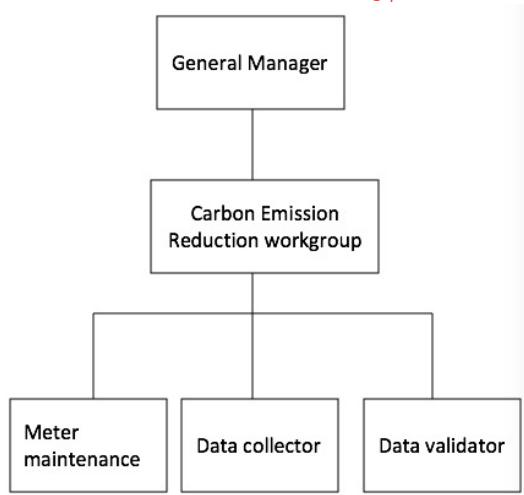 General Manager
Carbon Emission
Reduction workgroup
Meter
maintenance
Data collector
Data validator